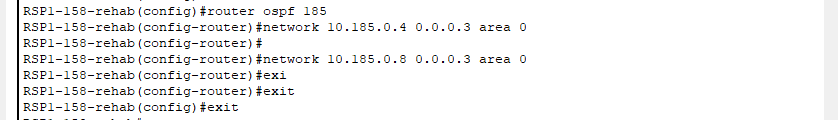 RSP1-158-rehab(config)#router ospf 185
RSP1-158-rehab(config-router)#network 10.185.0.4 0.0.0.3 area 0
RSP1-158-rehab(config-router)#
RSP1-158-rehab(config-router)#network 10.185.0.8 0.0.0.3 area 0
RSP1-158-rehab(config-router)#exi
RSP1-158-rehab(config-router)#exit
RSP1-158-rehab(config)#exit